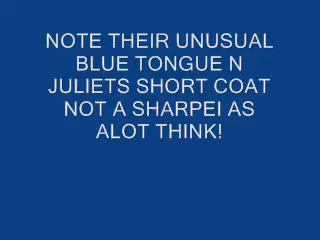 NOTE THEIR UNUSUAL
BLUE TONGUE N
JULIETS SHORT COAT
NOT A SHARPEI AS
ALOT THINK!